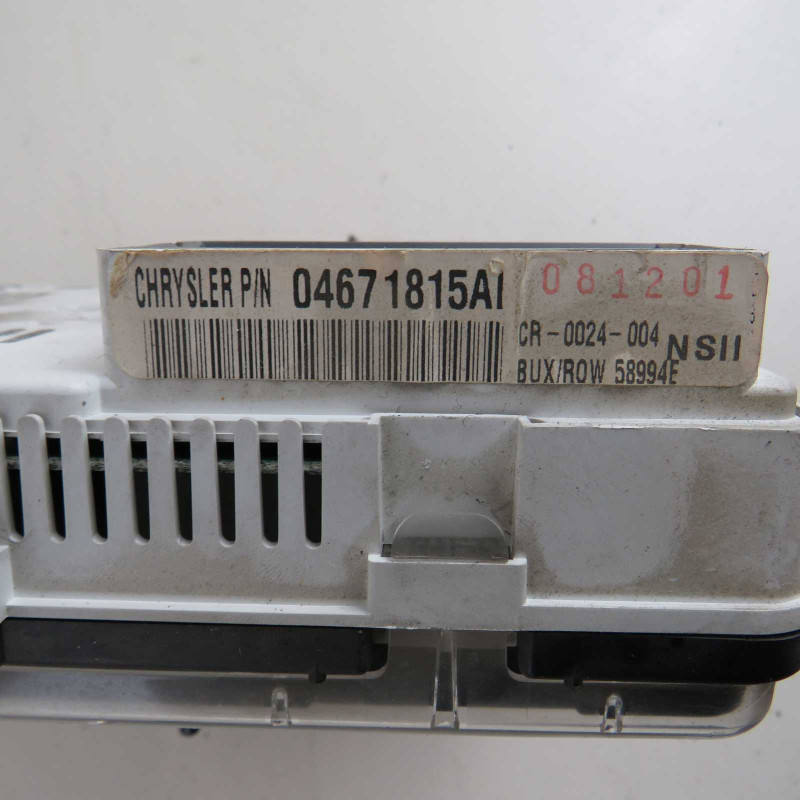 CHRYSLER P/N 04671815AI
081201
CR-0024-004
NSII
BUX/ROW 58994E